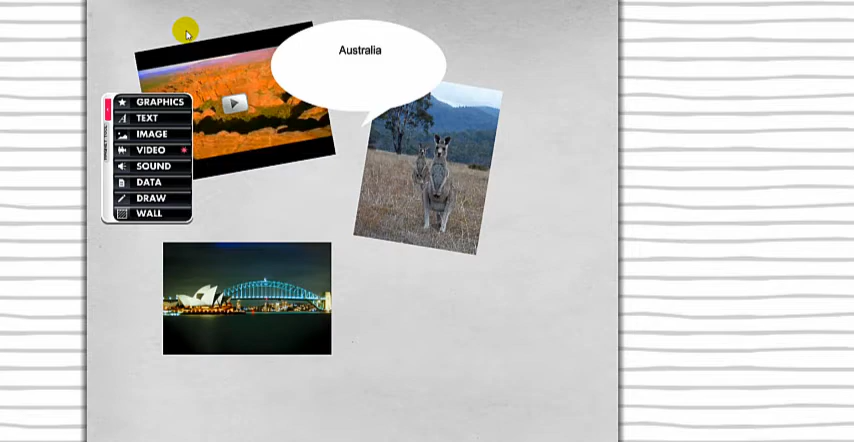 Australia
GRAPHICS
TEXT
IMAGE
VIDEO
SOUND
DATA
DRAW
WALL